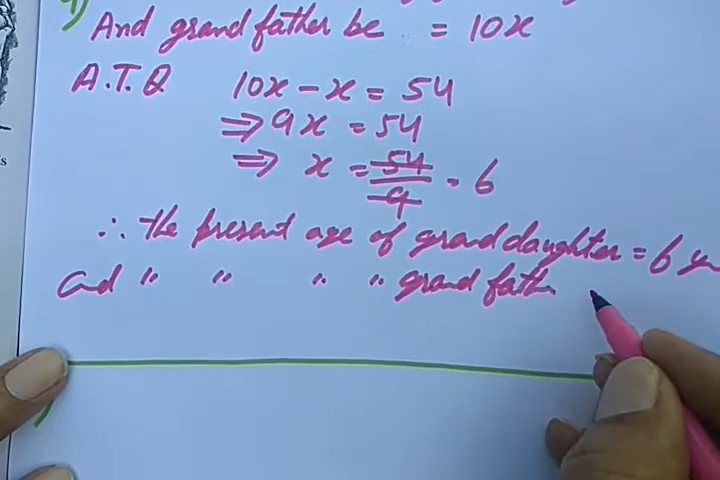 And grand father be = 10x
A.T.Q 10x - x = 54
⇒ 9x = 54
⇒ x = 54/9 = 6
∴ the present age of grand daughter = 6
and " " " " grand fath